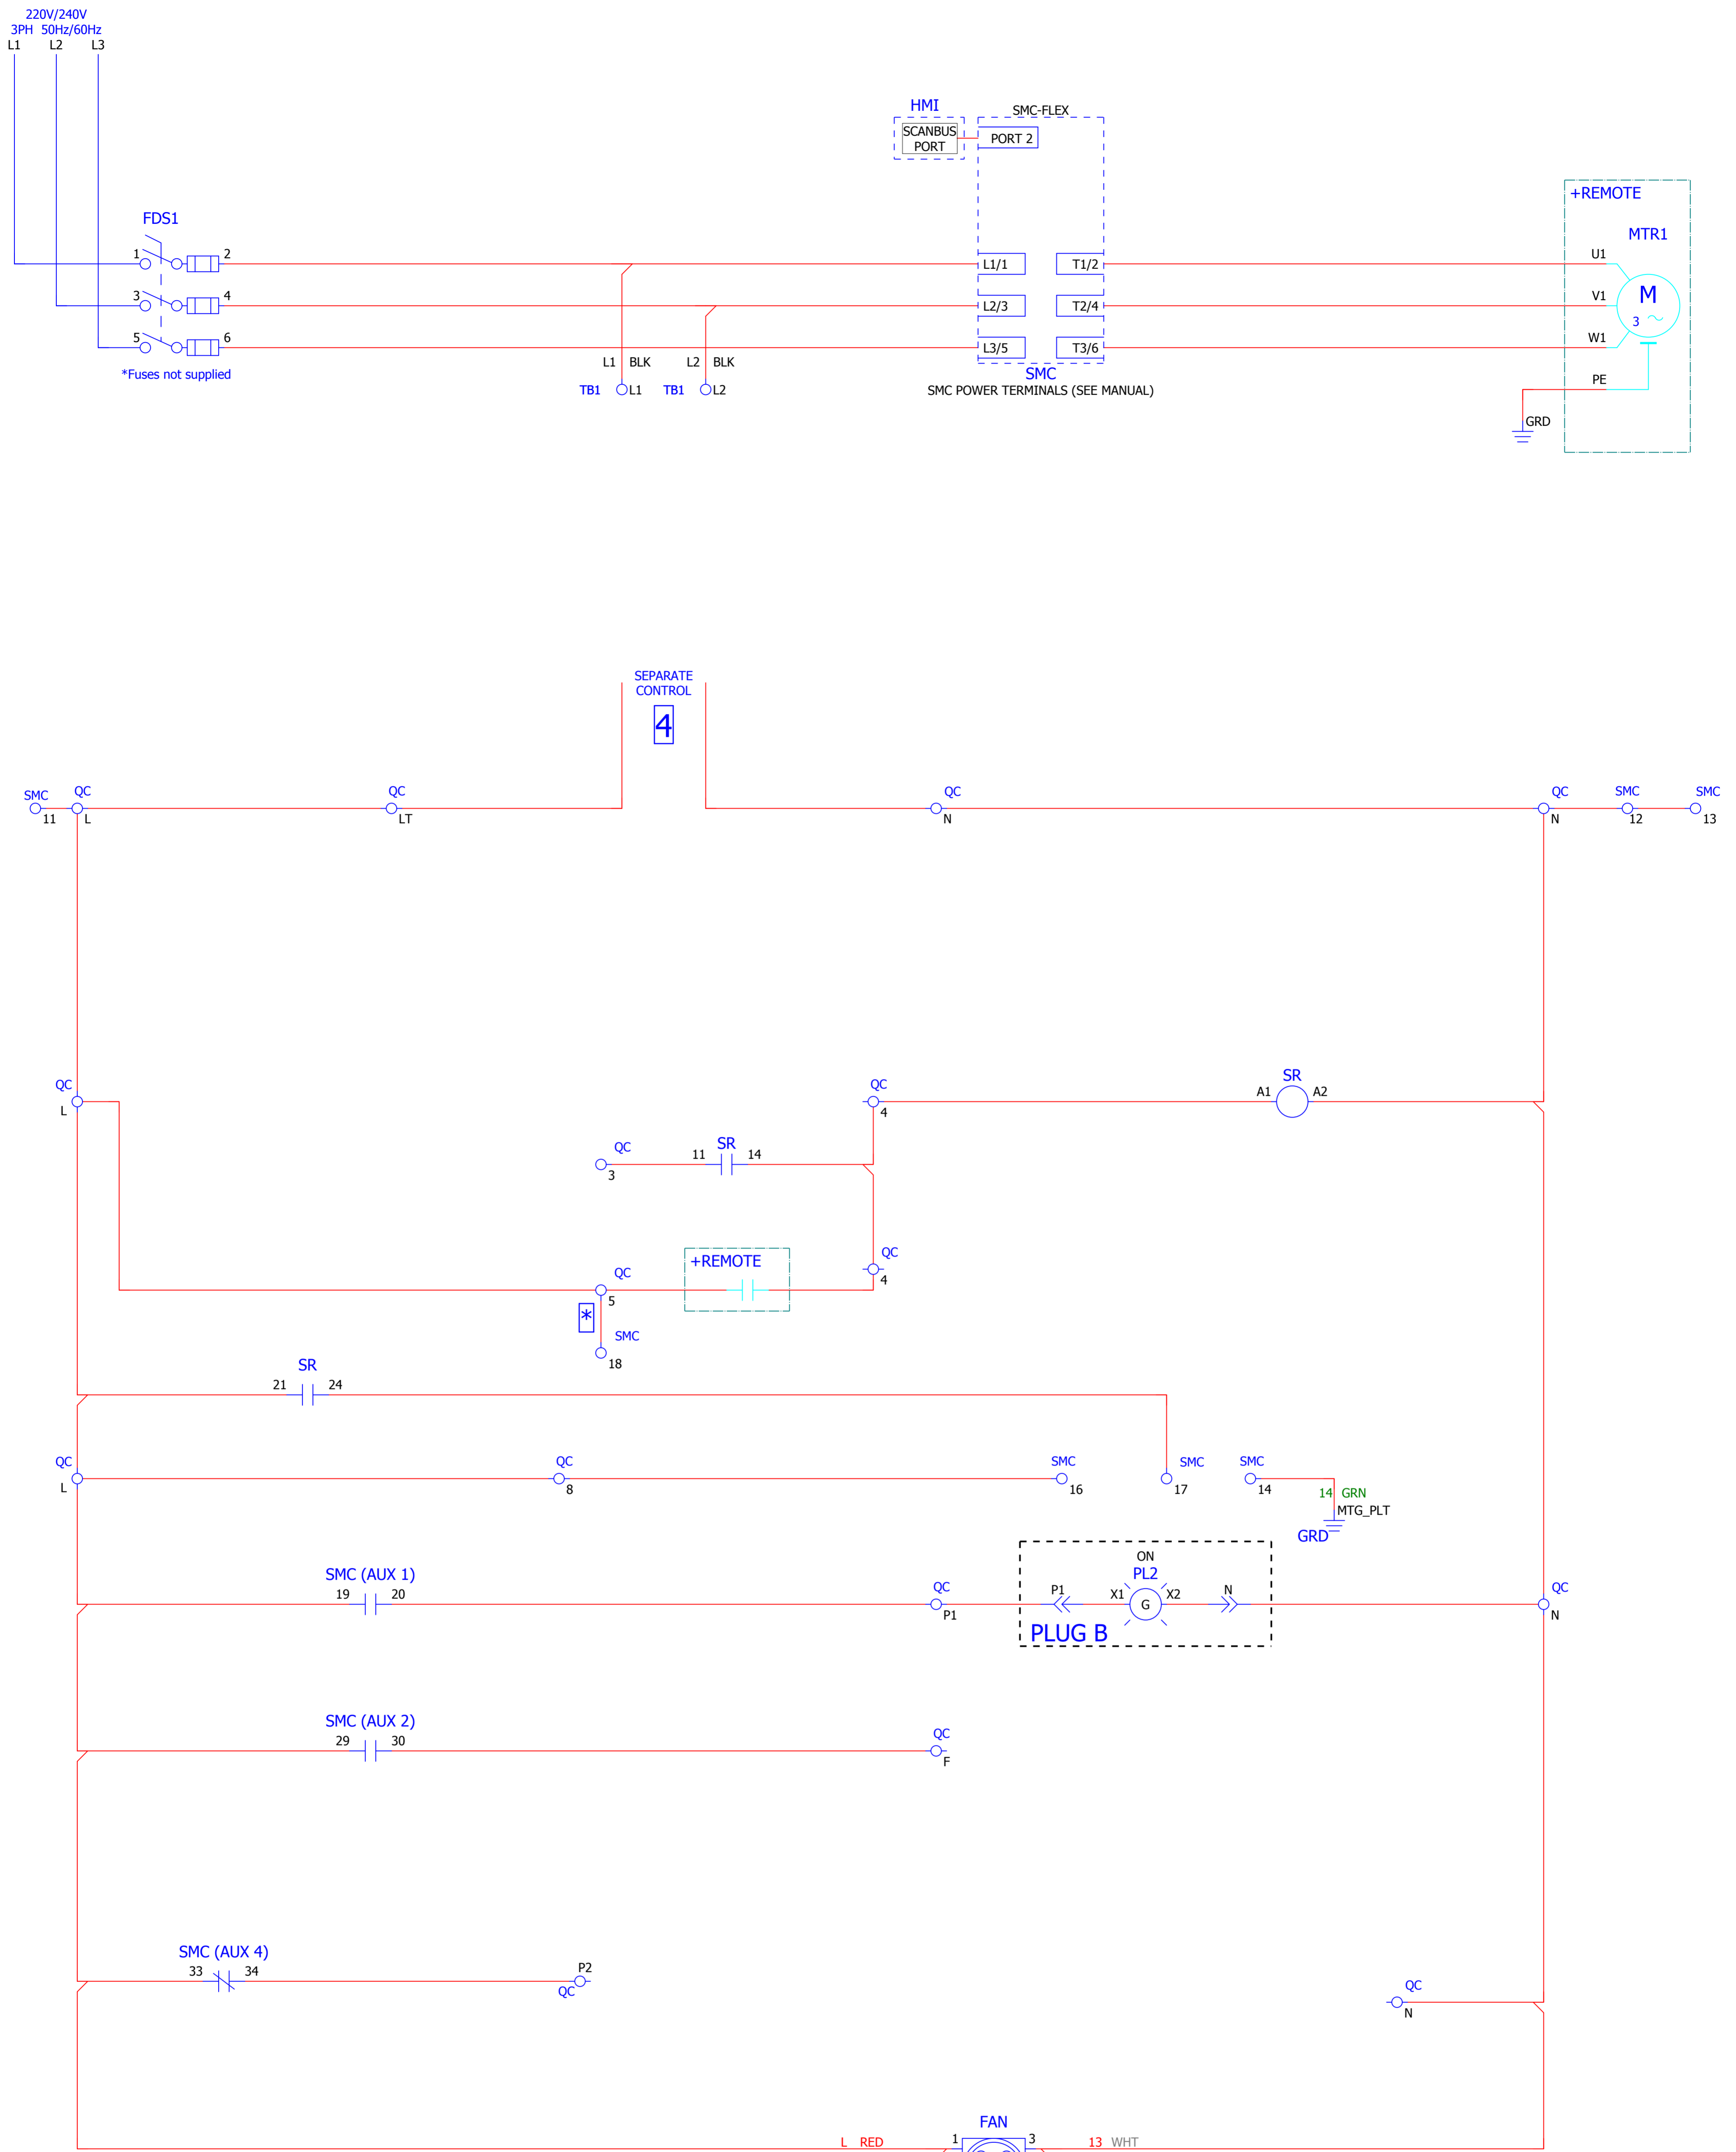 220V/240V
3PH 50Hz/60Hz
L1 L2 L3
HMI
SCANBUS
PORT
SMC-FLEX
PORT 2
+REMOTE
MTR1
FDS1
1 2
3 4
5 6
*Fuses not supplied
L1/1 T1/2
L2/3 T2/4
L3/5 T3/6
U1
V1
W1
PE
M
3
GRD
L1 BLK
L2 BLK
TB1 L1
TB1 L2
SMC
SMC POWER TERMINALS (SEE MANUAL)
SEPARATE
CONTROL
4
SMC QC QC QC QC SMC SMC
11 L LT N N 12 13
QC QC SR
L 4 A1 A2
QC SR
3 11 14
+REMOTE
QC QC
5 4
*
SMC
18
SR
21 24
QC QC SMC SMC SMC
L 8 16 17 14
14 GRN
MTG_PLT
GRD
SMC (AUX 1)
19 20
QC
P1
ON
PL2
P1 X1 G X2 N
PLUG B
QC
N
SMC (AUX 2)
29 30
QC
F
SMC (AUX 4)
33 34
P2
QC
QC
N
FAN
L RED 1 3 13 WHT